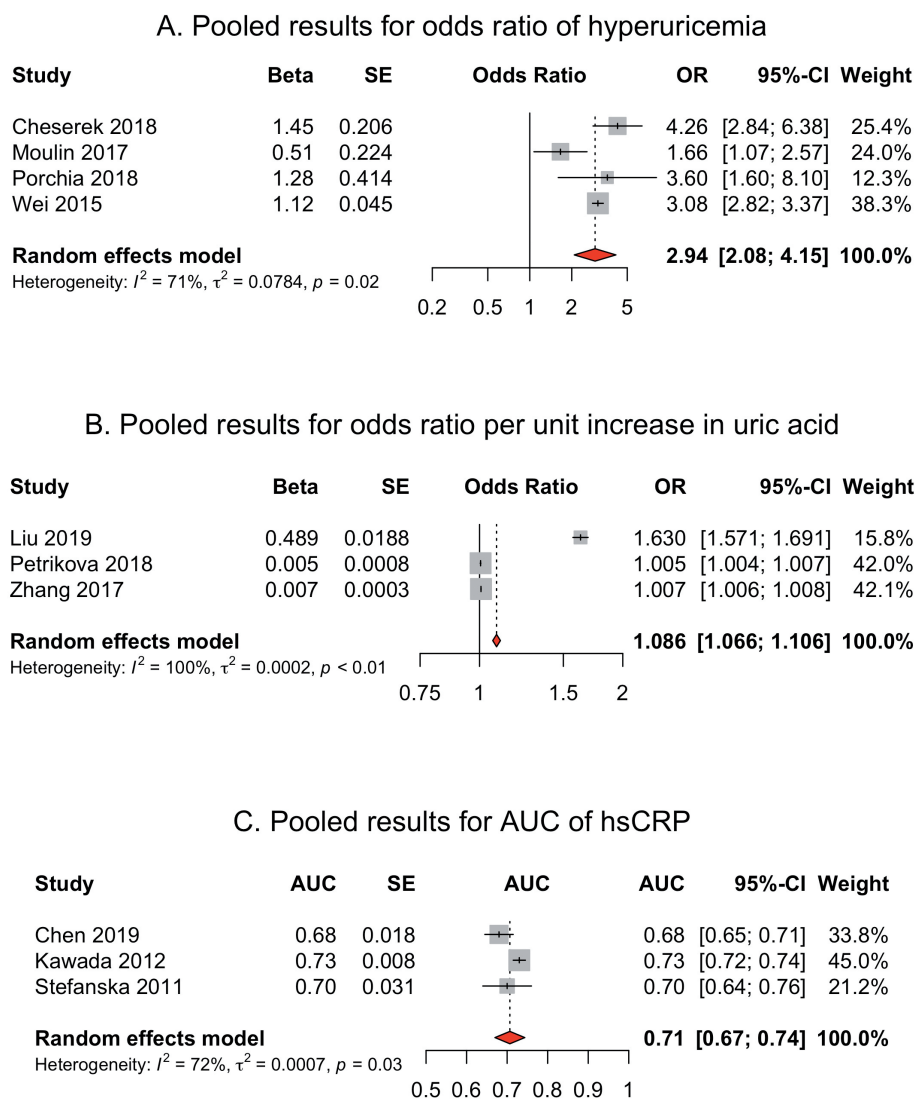 A. Pooled results for odds ratio of hyperuricemia
Study Beta SE Odds Ratio OR 95%-CI Weight
Cheserek 2018 1.45 0.206 4.26 [2.84; 6.38] 25.4%
Moulin 2017 0.51 0.224 1.66 [1.07; 2.57] 24.0%
Porchia 2018 1.28 0.414 3.60 [1.60; 8.10] 12.3%
Wei 2015 1.12 0.045 3.08 [2.82; 3.37] 38.3%
Random effects model 2.94 [2.08; 4.15] 100.0%
Heterogeneity: I² = 71%, τ² = 0.0784, p = 0.02
0.2 0.5 1 2 5
B. Pooled results for odds ratio per unit increase in uric acid
Study Beta SE Odds Ratio OR 95%-CI Weight
Liu 2019 0.489 0.0188 1.630 [1.571; 1.691] 15.8%
Petrikova 2018 0.005 0.0008 1.005 [1.004; 1.007] 42.0%
Zhang 2017 0.007 0.0003 1.007 [1.006; 1.008] 42.1%
Random effects model 1.086 [1.066; 1.106] 100.0%
Heterogeneity: I² = 100%, τ² = 0.0002, p < 0.01
0.75 1 1.5 2
C. Pooled results for AUC of hsCRP
Study AUC SE AUC AUC 95%-CI Weight
Chen 2019 0.68 0.018 0.68 [0.65; 0.71] 33.8%
Kawada 2012 0.73 0.008 0.73 [0.72; 0.74] 45.0%
Stefanska 2011 0.70 0.031 0.70 [0.64; 0.76] 21.2%
Random effects model 0.71 [0.67; 0.74] 100.0%
Heterogeneity: I² = 72%, τ² = 0.0007, p = 0.03
0.5 0.6 0.7 0.8 0.9 1